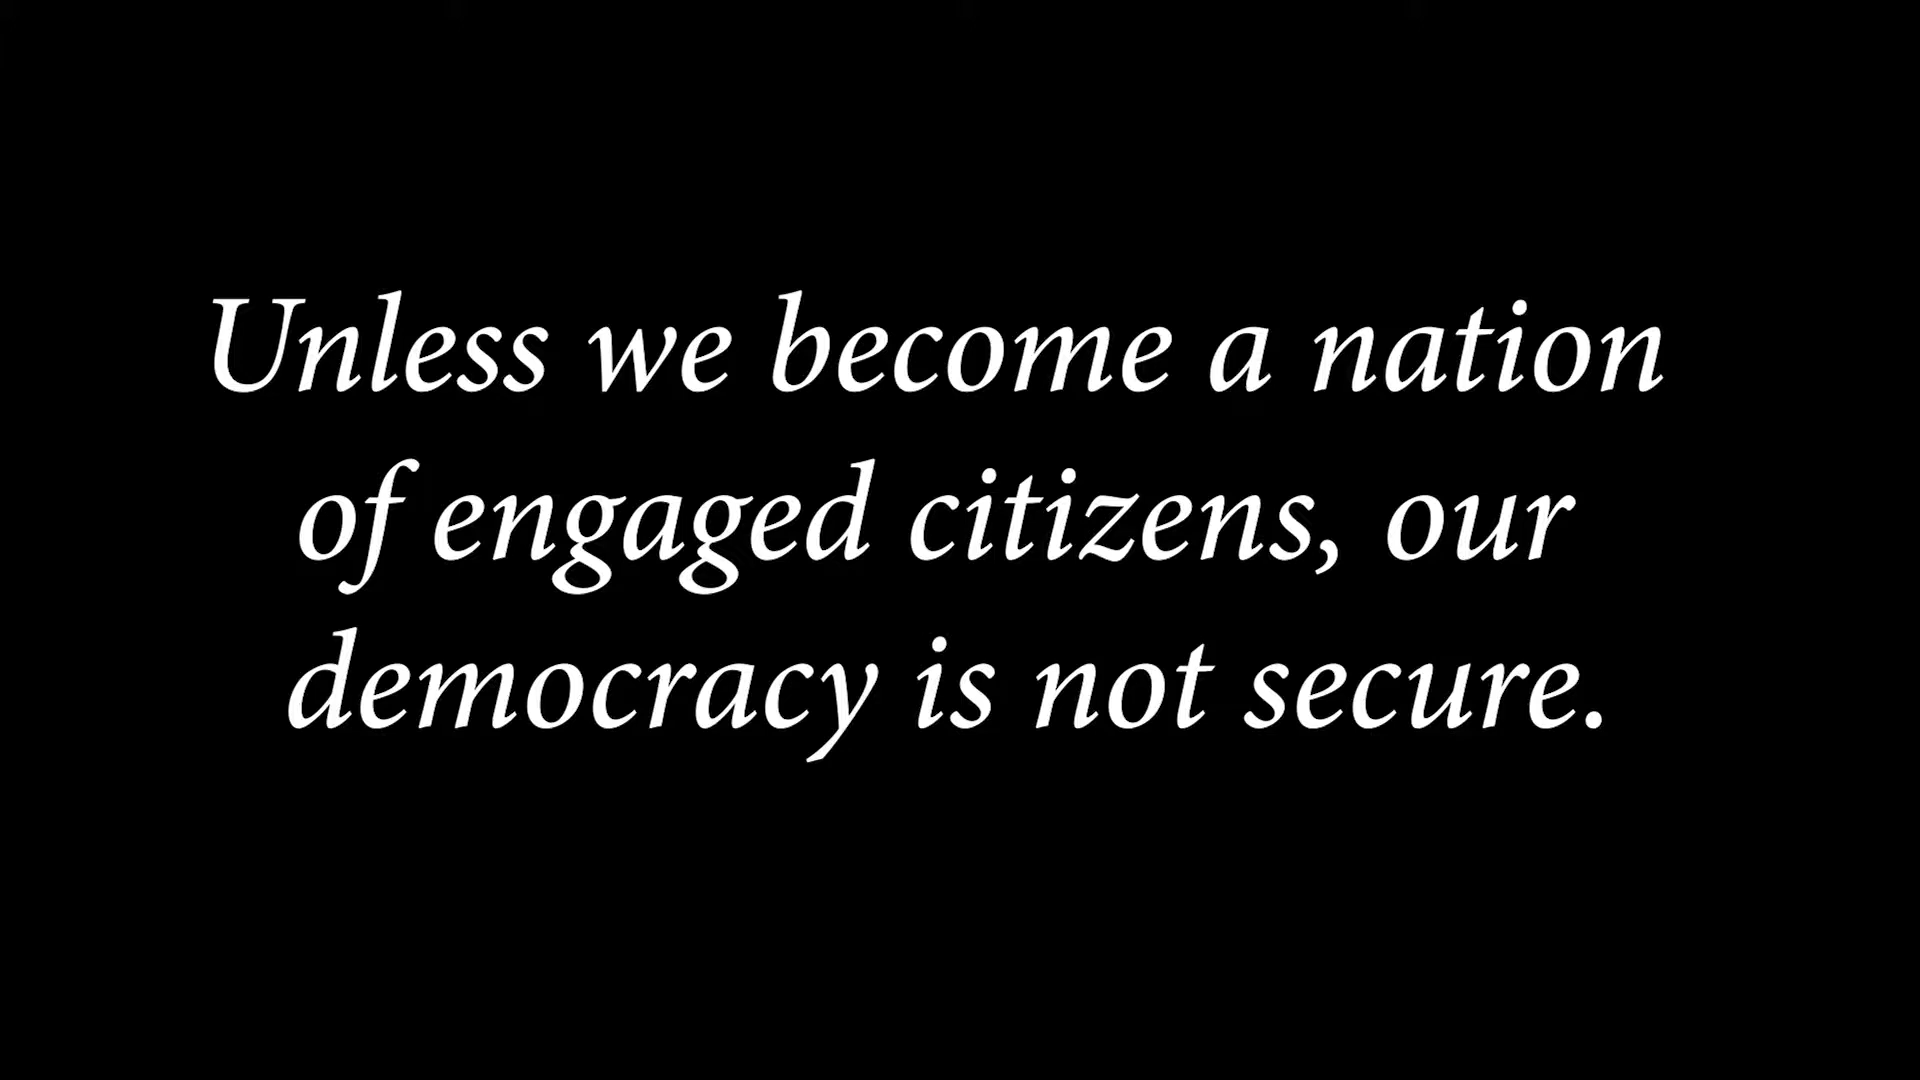 Unless we become a nation
of engaged citizens, our
democracy is not secure.